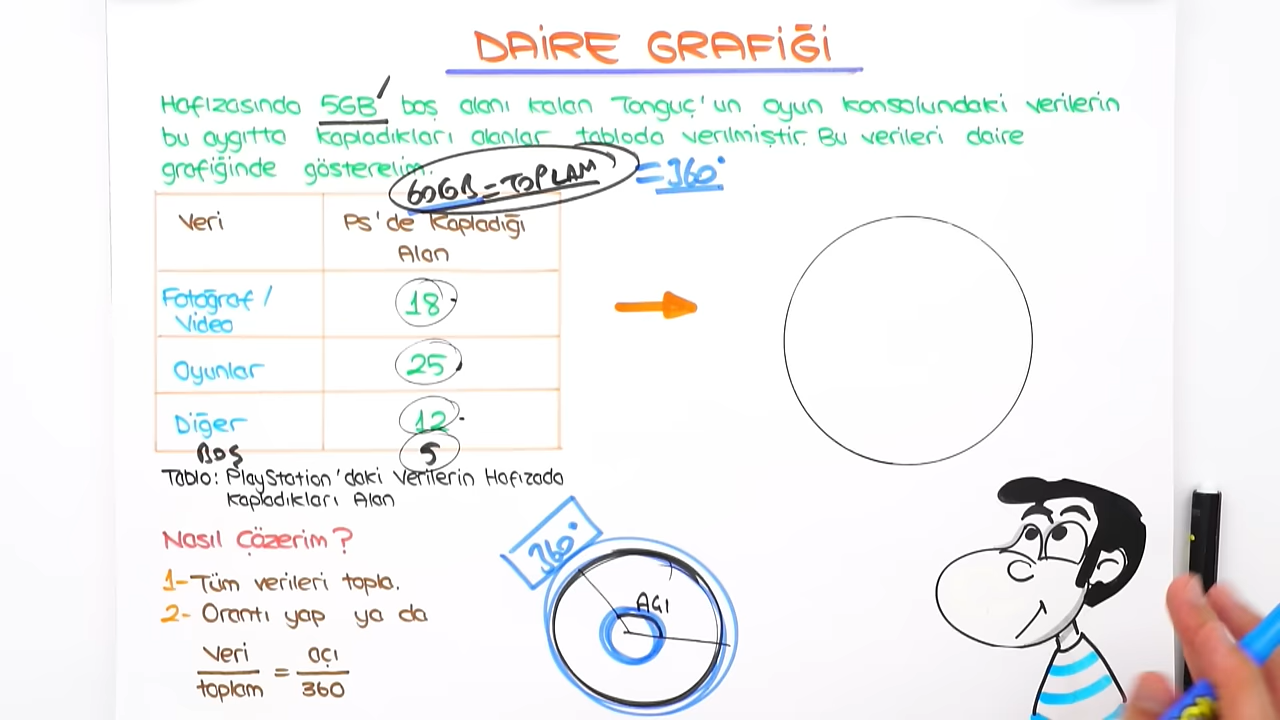 DAİRE GRAFİĞİ
Hafızasında 5GB boş alanı kalan Tonguç'un oyun konsolundaki verilerin
bu aygıtta kapladıkları alanlar tabloda verilmiştir. Bu verileri daire
grafiğinde gösterelim.
60GB = TOPLAM = 360°
Veri
PS'de Kapladığı
Alan
Fotoğraf /
Video
18
Oyunlar
25
Diğer
12
BOŞ
5
Tablo: PlayStation'daki Verilerin Hafızada
Kapladıkları Alan
Nasıl Çözerim?
1- Tüm verileri topla.
2- Orantı yap ya da
Veri
toplam
=
açı
360
360°
AÇI